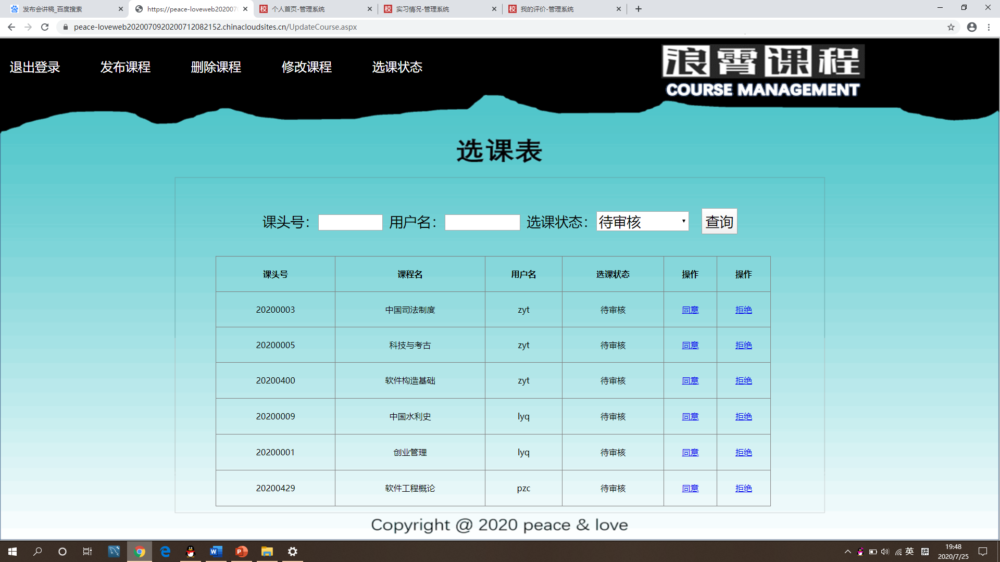 发布会讲稿_百度搜索
https://peace-loveweb202007
个人首页-管理系统
实习情况-管理系统
我的评价-管理系统
peace-loveweb2020070920200712082152.chinacloudsites.cn/UpdateCourse.aspx
退出登录 发布课程 删除课程 修改课程 选课状态
浪霄课程
COURSE MANAGEMENT
选课表
课头号： 用户名： 选课状态： 待审核 查询
课头号 课程名 用户名 选课状态 操作 操作
20200003 中国司法制度 zyt 待审核 同意 拒绝
20200005 科技与考古 zyt 待审核 同意 拒绝
20200400 软件构造基础 zyt 待审核 同意 拒绝
20200009 中国水利史 lyq 待审核 同意 拒绝
20200001 创业管理 lyq 待审核 同意 拒绝
20200429 软件工程概论 pzc 待审核 同意 拒绝
Copyright @ 2020 peace & love
英 拼
19:48
2020/7/25